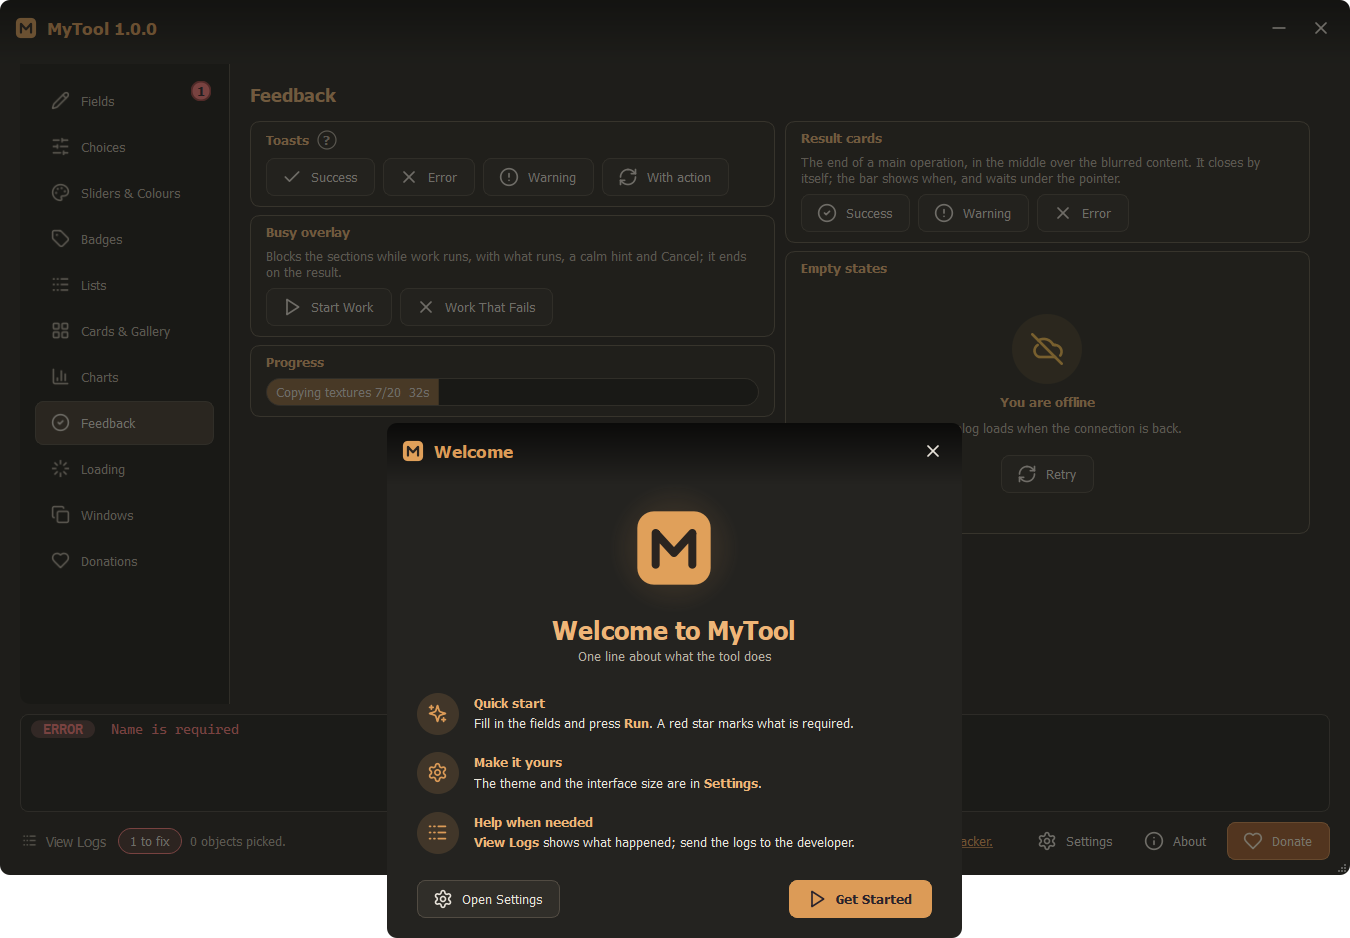 MyTool 1.0.0
Fields
1
Choices
Sliders & Colours
Badges
Lists
Cards & Gallery
Charts
Feedback
Loading
Windows
Donations
Feedback
Toasts ?
Success
Error
Warning
With action
Busy overlay
Blocks the sections while work runs, with what runs, a calm hint and Cancel; it ends
on the result.
Start Work
Work That Fails
Progress
Copying textures 7/20 32s
Result cards
The end of a main operation, in the middle over the blurred content. It closes by
itself; the bar shows when, and waits under the pointer.
Success
Warning
Error
Empty states
You are offline
log loads when the connection is back.
Retry
M Welcome
M
Welcome to MyTool
One line about what the tool does
Quick start
Fill in the fields and press Run. A red star marks what is required.
Make it yours
The theme and the interface size are in Settings.
Help when needed
View Logs shows what happened; send the logs to the developer.
Open Settings
Get Started
ERROR Name is required
View Logs
1 to fix
0 objects picked.
acker.
Settings
About
Donate